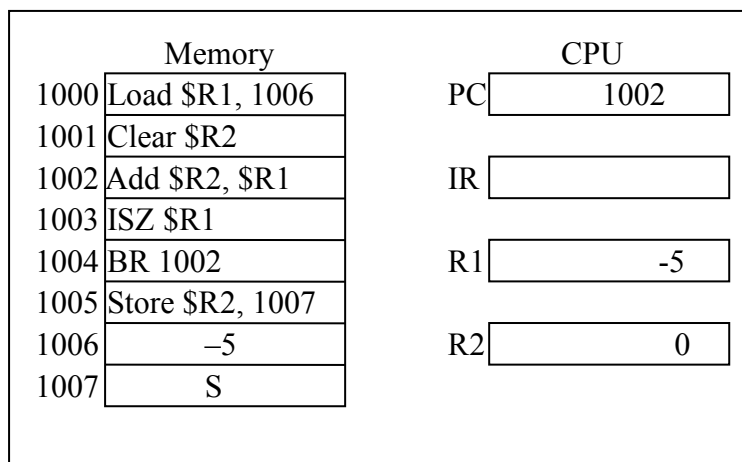 Memory CPU
1000 Load $R1, 1006 PC 1002
1001 Clear $R2
1002 Add $R2, $R1 IR
1003 ISZ $R1
1004 BR 1002 R1 -5
1005 Store $R2, 1007
1006 –5 R2 0
1007 S